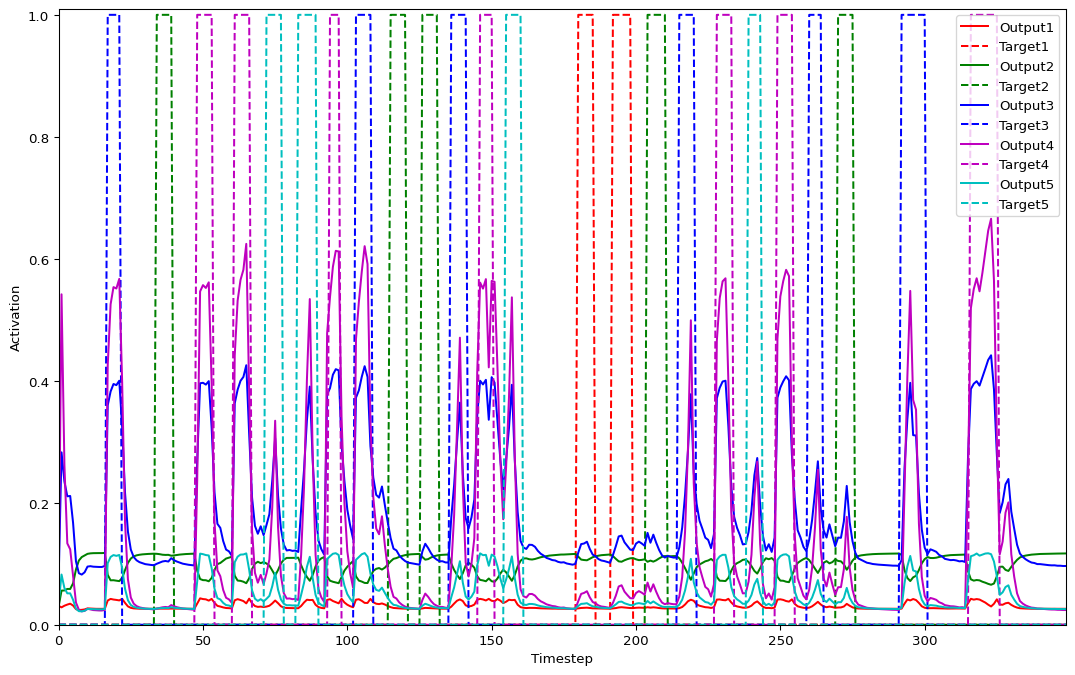 1.0
0.8
0.6
0.4
0.2
0.0
Activation
0
50
100
150
200
250
300
Timestep
Output1
Target1
Output2
Target2
Output3
Target3
Output4
Target4
Output5
Target5